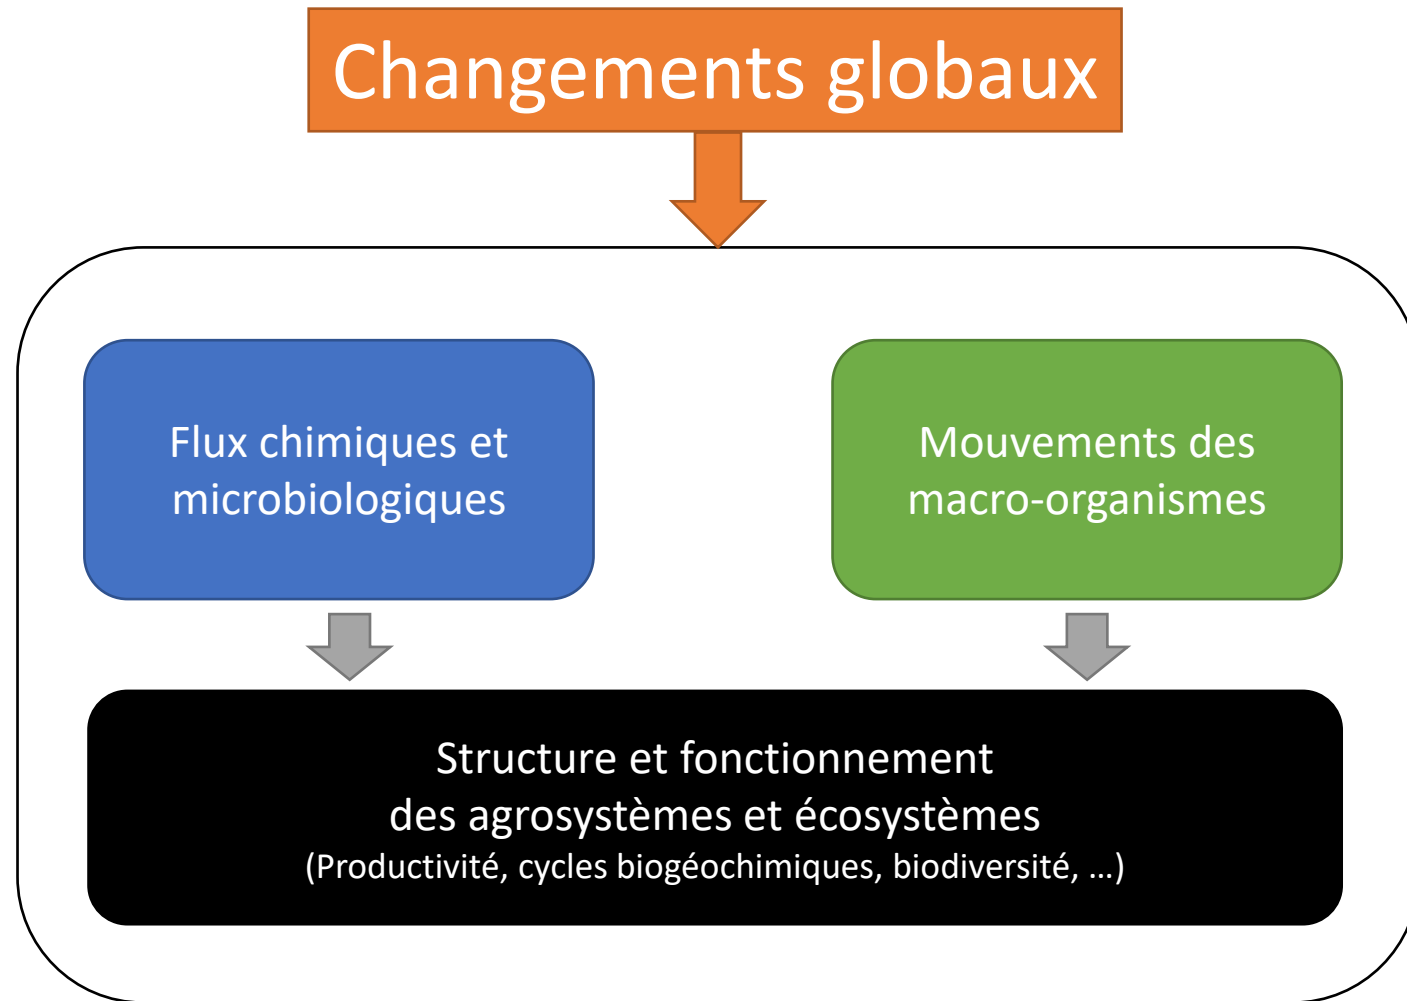 Changements globaux
Flux chimiques et
microbiologiques
Mouvements des
macro-organismes
Structure et fonctionnement
des agrosystèmes et écosystèmes
(Productivité, cycles biogéochimiques, biodiversité, …)